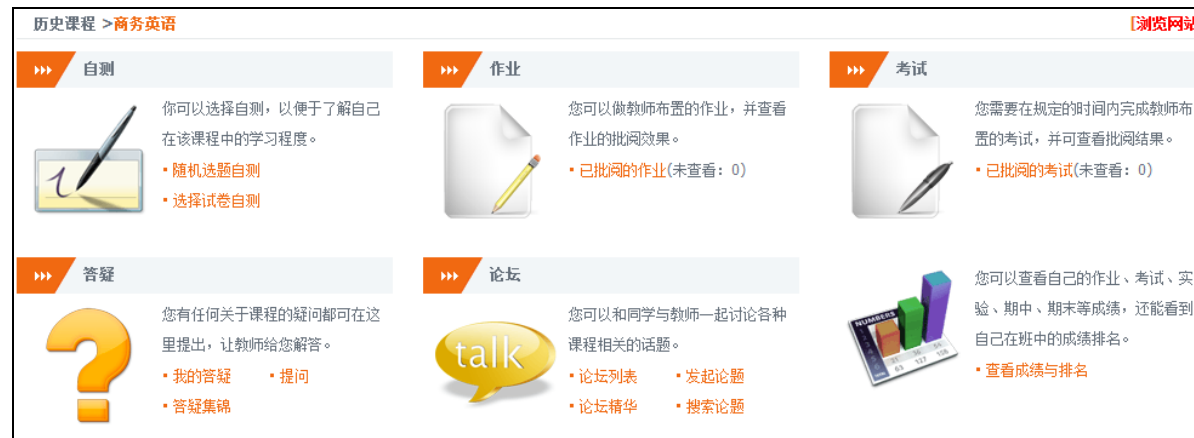 历史课程 >商务英语
[浏览网站
自测
你可以选择自测，以便于了解自己
在该课程中的学习程度。
随机选题自测
选择试卷自测
作业
您可以做教师布置的作业，并查看
作业的批阅效果。
已批阅的作业(未查看：0)
考试
您需要在规定的时间内完成教师布
置的考试，并可查看批阅结果。
已批阅的考试(未查看：0)
答疑
您有任何关于课程的疑问都可在这
里提出，让教师给您解答。
我的答疑 提问
答疑集锦
论坛
talk
您可以和同学与教师一起讨论各种
课程相关的话题。
论坛列表 发起论题
论坛精华 搜索论题
NUMBERS
您可以查看自己的作业、考试、实
验、期中、期末等成绩，还能看到
自己在班中的成绩排名。
查看成绩与排名